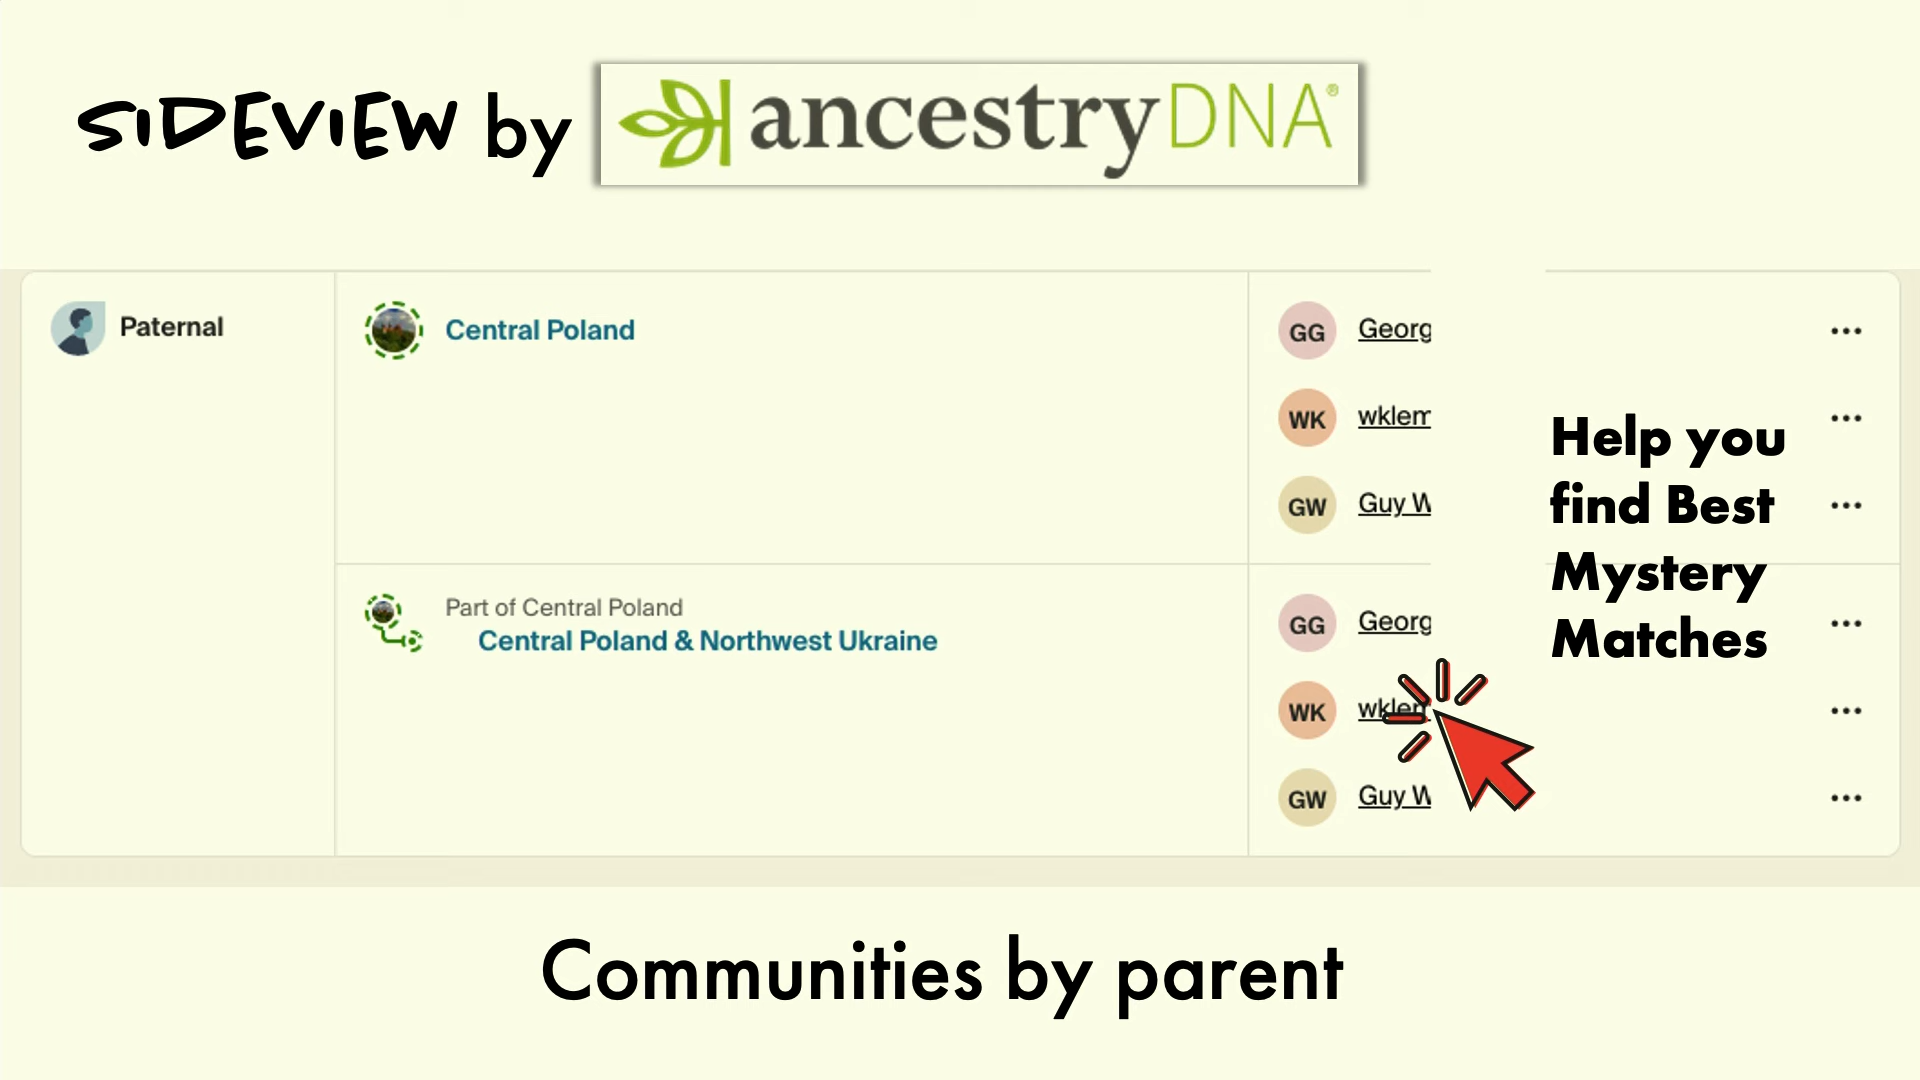 SIDEVIEW by ancestryDNA®
Paternal
Central Poland
GG Georg
WK wklem
GW Guy W
Help you
find Best
Mystery
Matches
Part of Central Poland
Central Poland & Northwest Ukraine
GG Georg
WK
GW Guy W
Communities by parent